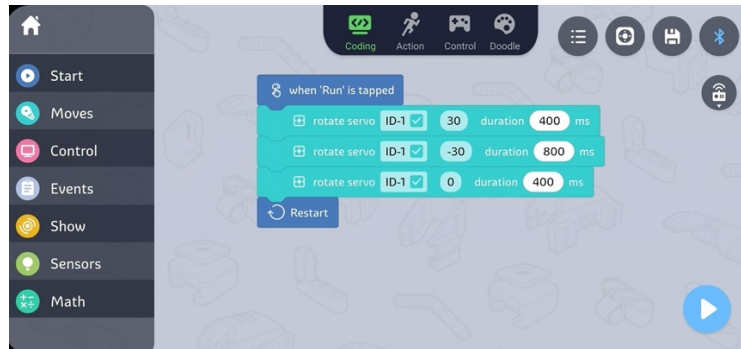 Coding Action Control Doodle
Start
Moves
Control
Events
Show
Sensors
Math
when 'Run' is tapped
rotate servo ID-1 30 duration 400 ms
rotate servo ID-1 -30 duration 800 ms
rotate servo ID-1 0 duration 400 ms
Restart